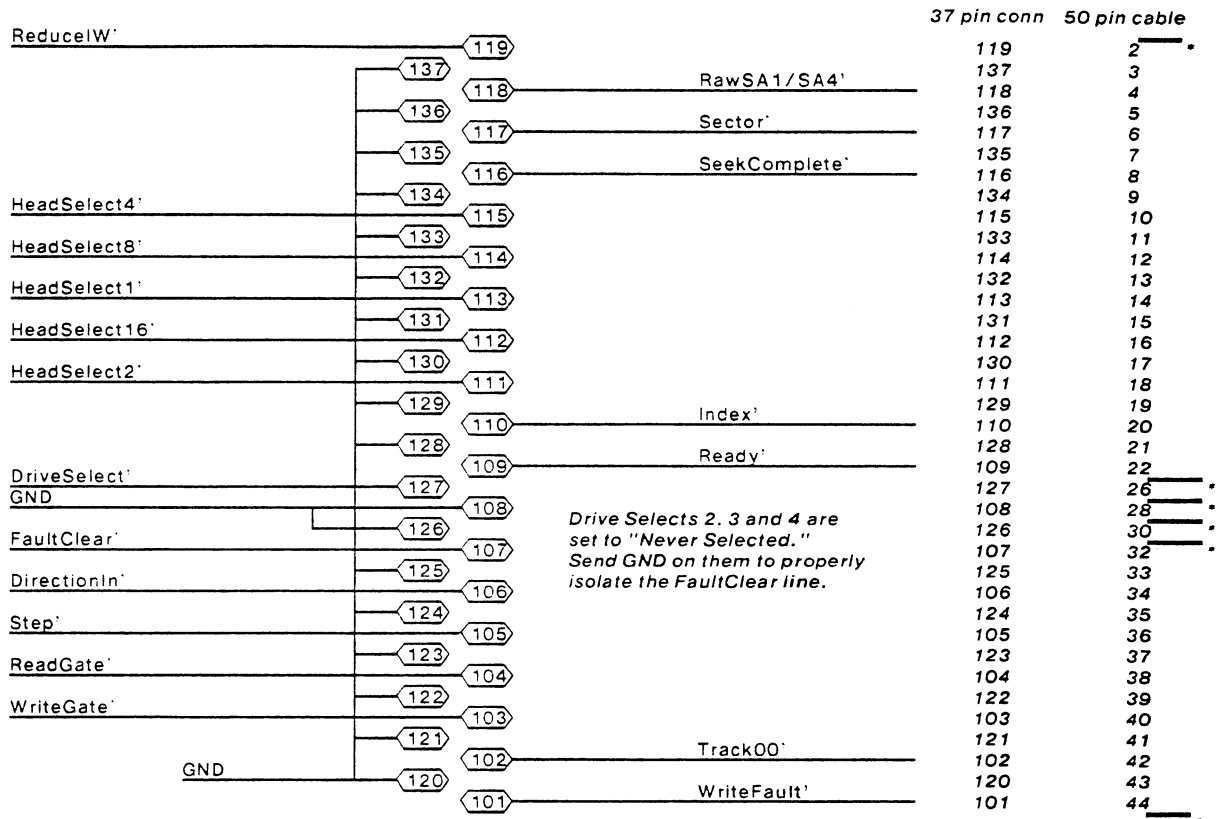 37 pin conn 50 pin cable
ReduceIW' 119 119 2 *
137 137 3
118 RawSA1/SA4' 118 4
136 136 5
117 Sector' 117 6
135 135 7
116 SeekComplete' 116 8
134 134 9
HeadSelect4' 115 115 10
133 133 11
HeadSelect8' 114 114 12
132 132 13
HeadSelect1' 113 113 14
131 131 15
HeadSelect16' 112 112 16
130 130 17
HeadSelect2' 111 111 18
129 129 19
110 Index' 110 20
128 128 21
109 Ready' 109 22
DriveSelect' 127 127 26 *
GND 108 108 28 *
126 126 30 *
FaultClear' 107 107 32 *
125 125 33
DirectionIn' 106 106 34
124 124 35
Step' 105 105 36
123 123 37
ReadGate' 104 104 38
122 122 39
WriteGate' 103 103 40
121 121 41
102 Track00' 102 42
GND 120 120 43
101 WriteFault' 101 44
Drive Selects 2. 3 and 4 are
set to "Never Selected."
Send GND on them to properly
isolate the FaultClear line.